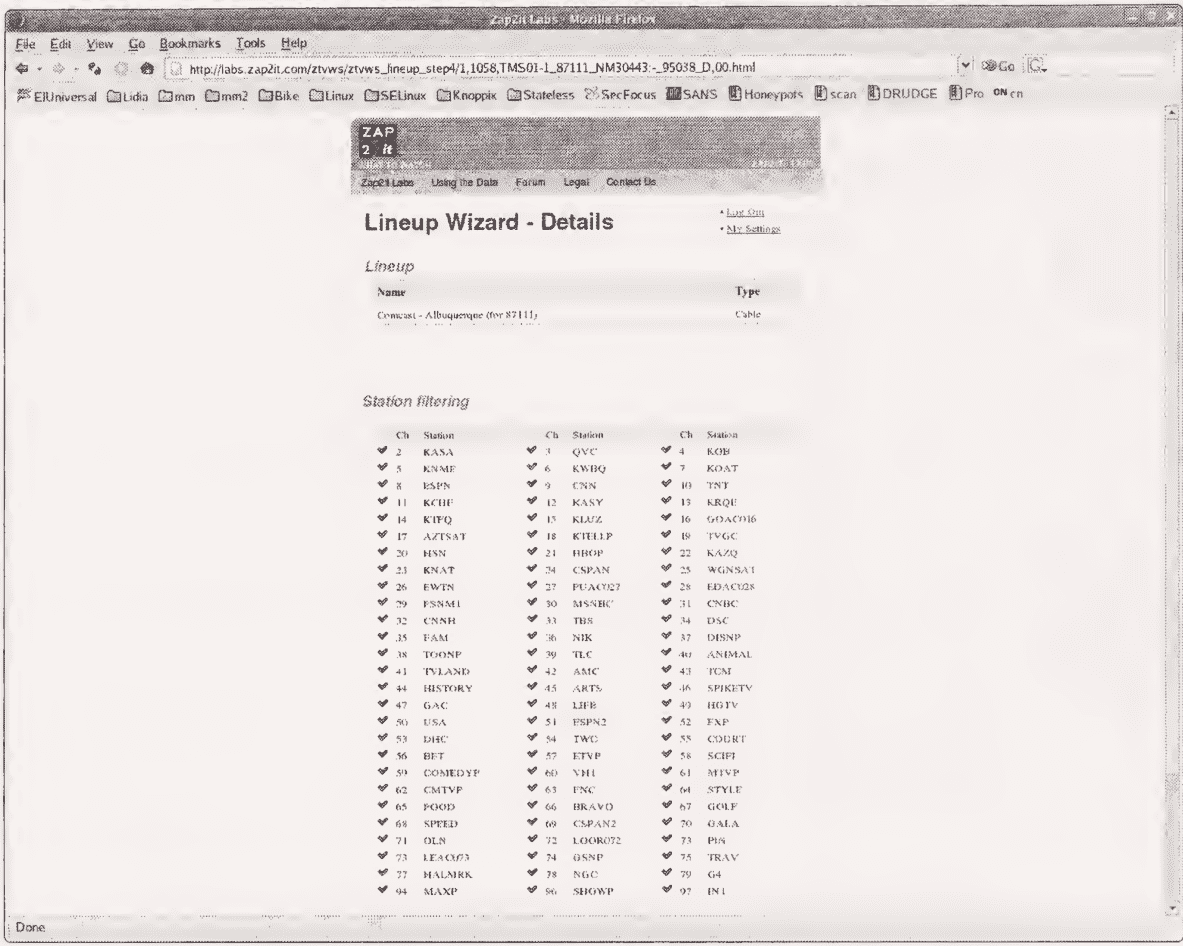 Zap2it Labs - Mozilla Firefox
File Edit View Go Bookmarks Tools Help
http://labs.zap2it.com/ztvws/ztvws_lineup_step4/1,1058,TMS01-1_87111_NM30443:-_95038_D,00.html Go
ElUniversal Lidia mm mm2 Bike Linux SELinux Knoppix Stateless SecFocus SANS Honeypots scan DRUDGE Pro cn
ZAP
2 it
Zap2it Labs Using the Data Forum Legal Contact Us
Lineup Wizard - Details
• Log Out
• My Settings
Lineup
Name Type
Comcast - Albuquerque (for 87111) Cable
Station filtering
Ch Station Ch Station Ch Station
2 KASA 3 QVC 4 KOB
5 KNME 6 KWBQ 7 KOAT
8 ESPN 9 CNN 10 TNT
11 KCHF 12 KASY 13 KRQE
14 KTFQ 15 KLUZ 16 GOAC016
17 AZTSAT 18 KTELLP 19 TVGC
20 HSN 21 HBOP 22 KAZQ
23 KNAT 24 CSPAN 25 WGNSAT
26 EWTN 27 PUAC027 28 EDAC028
29 FSNM1 30 MSNBC 31 CNBC
32 CNNH 33 TBS 34 DSC
35 FAM 36 NIK 37 DISNP
38 TOONP 39 TLC 40 ANIMAL
41 TVLAND 42 AMC 43 TCM
44 HISTORY 45 ARTS 46 SPIKETV
47 GAC 48 LIFE 49 HGTV
50 USA 51 ESPN2 52 FXP
53 DHC 54 TWC 55 COURT
56 BET 57 ETVP 58 SCIFI
59 COMEDYP 60 VH1 61 MTVP
62 CMTVP 63 FNC 64 STYLE
65 FOOD 66 BRAVO 67 GOLF
68 SPEED 69 CSPAN2 70 GALA
71 OLN 72 LOOR072 73
73 LEAC073 74 GSNP 75 TRAV
77 HALMRK 78 NGC 79 G4
94 MAXP 96 SHOWP 97
Done